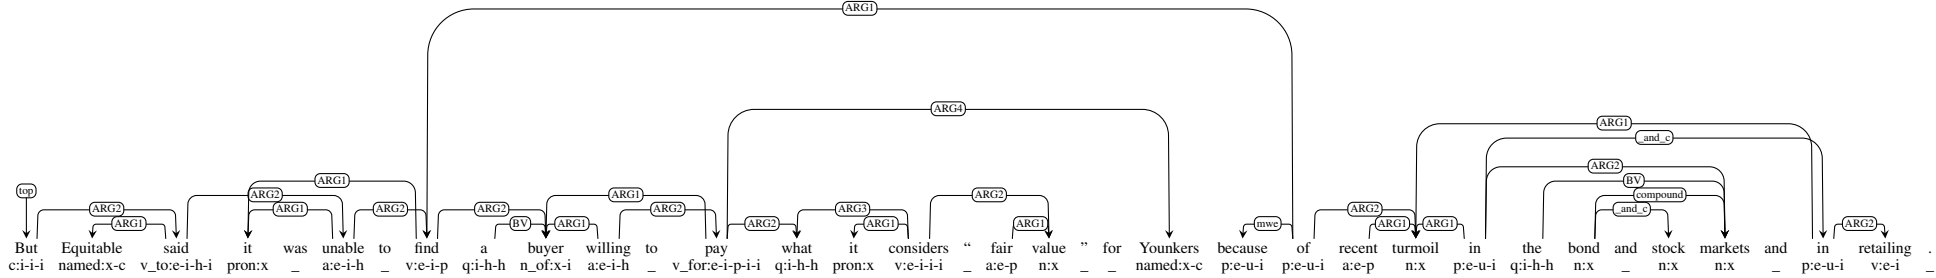 ARG1
ARG4
ARG1
_and_c
ARG2
top
ARG1
BV
ARG2
ARG1
ARG2
compound
ARG2
ARG1
ARG2
ARG2
ARG2
ARG2
ARG3
ARG2
_and_c
ARG1
BV
ARG1
ARG1
ARG1
mwe
ARG1
ARG1
ARG2
But Equitable said it was unable to find a buyer willing to pay what it considers “ fair value ” for Younkers because of recent turmoil in the bond and stock markets and in retailing .
c:i-i-i named:x-c v_to:e-i-h-i pron:x _ a:e-i-h _ v:e-i-p q:i-h-h n_of:x-i a:e-i-h _ v_for:e-i-p-i-i q:i-h-h pron:x v:e-i-i-i _ a:e-p n:x _ _ named:x-c p:e-u-i p:e-u-i a:e-p n:x p:e-u-i q:i-h-h n:x _ n:x n:x _ p:e-u-i v:e-i _